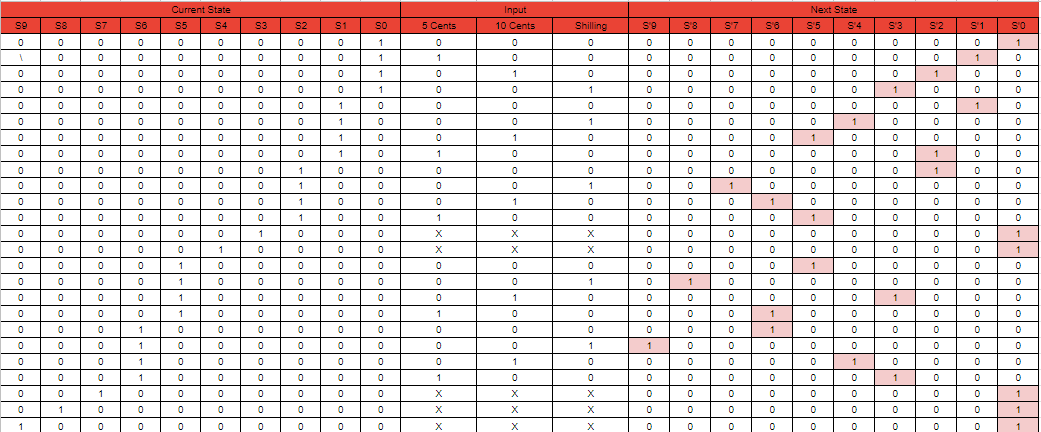 Current State Input Next State
S9 S8 S7 S6 S5 S4 S3 S2 S1 S0 5 Cents 10 Cents Shilling S'9 S'8 S'7 S'6 S'5 S'4 S'3 S'2 S'1 S'0
0 0 0 0 0 0 0 0 0 1 0 0 0 0 0 0 0 0 0 0 0 0 1
\ 0 0 0 0 0 0 0 0 1 1 0 0 0 0 0 0 0 0 0 0 1 0
0 0 0 0 0 0 0 0 0 1 0 1 0 0 0 0 0 0 0 0 1 0 0
0 0 0 0 0 0 0 0 0 1 0 0 1 0 0 0 0 0 0 1 0 0 0
0 0 0 0 0 0 0 0 1 0 0 0 0 0 0 0 0 0 0 0 0 1 0
0 0 0 0 0 0 0 0 1 0 0 0 1 0 0 0 0 0 1 0 0 0 0
0 0 0 0 0 0 0 0 1 0 0 1 0 0 0 0 0 1 0 0 0 0 0
0 0 0 0 0 0 0 0 1 0 1 0 0 0 0 0 0 0 0 0 1 0 0
0 0 0 0 0 0 0 1 0 0 0 0 0 0 0 0 0 0 0 0 1 0 0
0 0 0 0 0 0 0 1 0 0 0 0 1 0 0 1 0 0 0 0 0 0 0
0 0 0 0 0 0 0 1 0 0 0 1 0 0 0 0 1 0 0 0 0 0 0
0 0 0 0 0 0 0 1 0 0 1 0 0 0 0 0 0 1 0 0 0 0 0
0 0 0 0 0 0 1 0 0 0 X X X 0 0 0 0 0 0 0 0 0 1
0 0 0 0 0 1 0 0 0 0 X X X 0 0 0 0 0 0 0 0 0 1
0 0 0 0 1 0 0 0 0 0 0 0 0 0 0 0 0 1 0 0 0 0 0
0 0 0 0 1 0 0 0 0 0 0 0 1 0 1 0 0 0 0 0 0 0 0
0 0 0 0 1 0 0 0 0 0 0 1 0 0 0 0 0 0 0 1 0 0 0
0 0 0 0 1 0 0 0 0 0 1 0 0 0 0 0 1 0 0 0 0 0 0
0 0 0 1 0 0 0 0 0 0 0 0 0 0 0 0 1 0 0 0 0 0 0
0 0 0 1 0 0 0 0 0 0 0 0 1 1 0 0 0 0 0 0 0 0 0
0 0 0 1 0 0 0 0 0 0 0 1 0 0 0 0 0 0 1 0 0 0 0
0 0 0 1 0 0 0 0 0 0 1 0 0 0 0 0 0 0 0 1 0 0 0
0 0 1 0 0 0 0 0 0 0 X X X 0 0 0 0 0 0 0 0 0 1
0 1 0 0 0 0 0 0 0 0 X X X 0 0 0 0 0 0 0 0 0 1
1 0 0 0 0 0 0 0 0 0 X X X 0 0 0 0 0 0 0 0 0 1